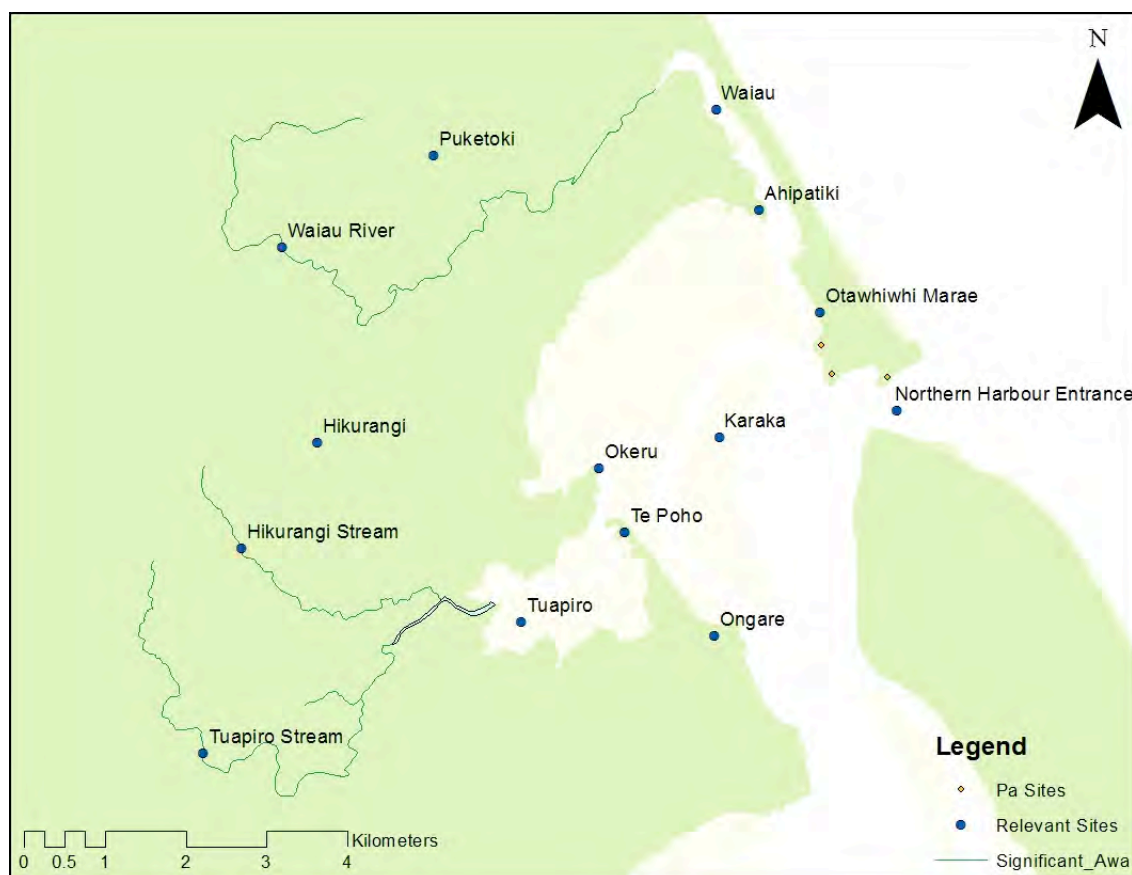 N
Waiau
Puketoki
Ahipatiki
Waiau River
Otawhiwhi Marae
Northern Harbour Entrance
Karaka
Hikurangi
Okeru
Te Poho
Hikurangi Stream
Tuapiro
Ongare
Tuapiro Stream
Legend
Pa Sites
Relevant Sites
Significant_Awa
Kilometers
0 0.5 1 2 3 4